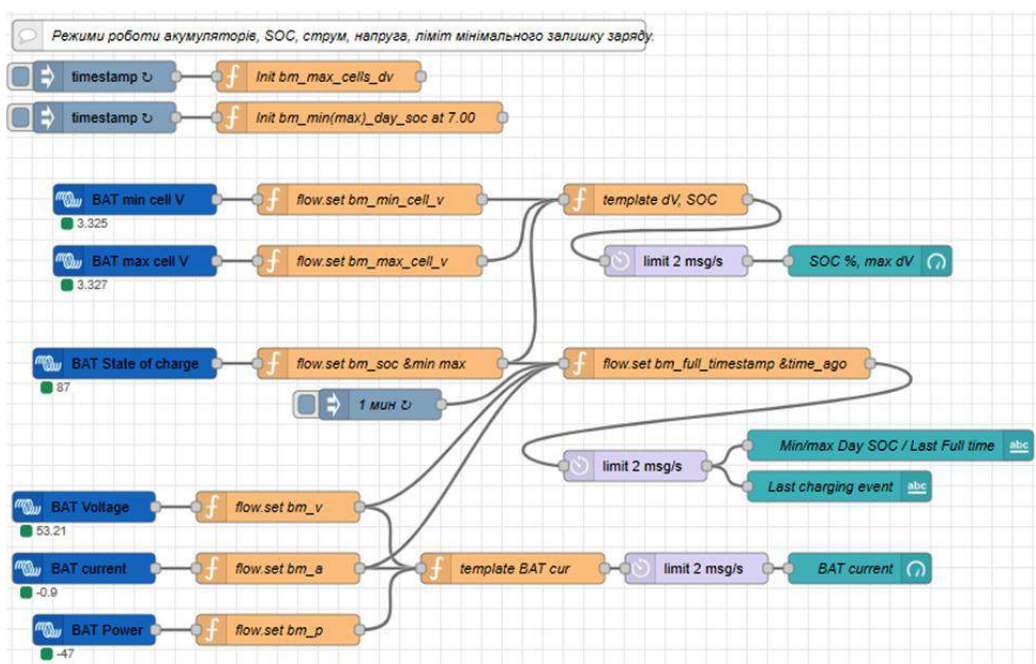 Режими роботи акумуляторів, SOC, струм, напруга, ліміт мінімального залишку заряду.
timestamp ↻
Init bm_max_cells_dv
timestamp ↻
Init bm_min(max)_day_soc at 7.00
BAT min cell V
flow.set bm_min_cell_v
template dV, SOC
3.325
BAT max cell V
flow.set bm_max_cell_v
limit 2 msg/s
SOC %, max dV
3.327
BAT State of charge
flow.set bm_soc &min max
flow.set bm_full_timestamp &time_ago
87
1 мин ↻
Min/max Day SOC / Last Full time
abc
limit 2 msg/s
Last charging event
abc
BAT Voltage
flow.set bm_v
53.21
BAT current
flow.set bm_a
template BAT cur
limit 2 msg/s
BAT current
-0.9
BAT Power
flow.set bm_p
-47